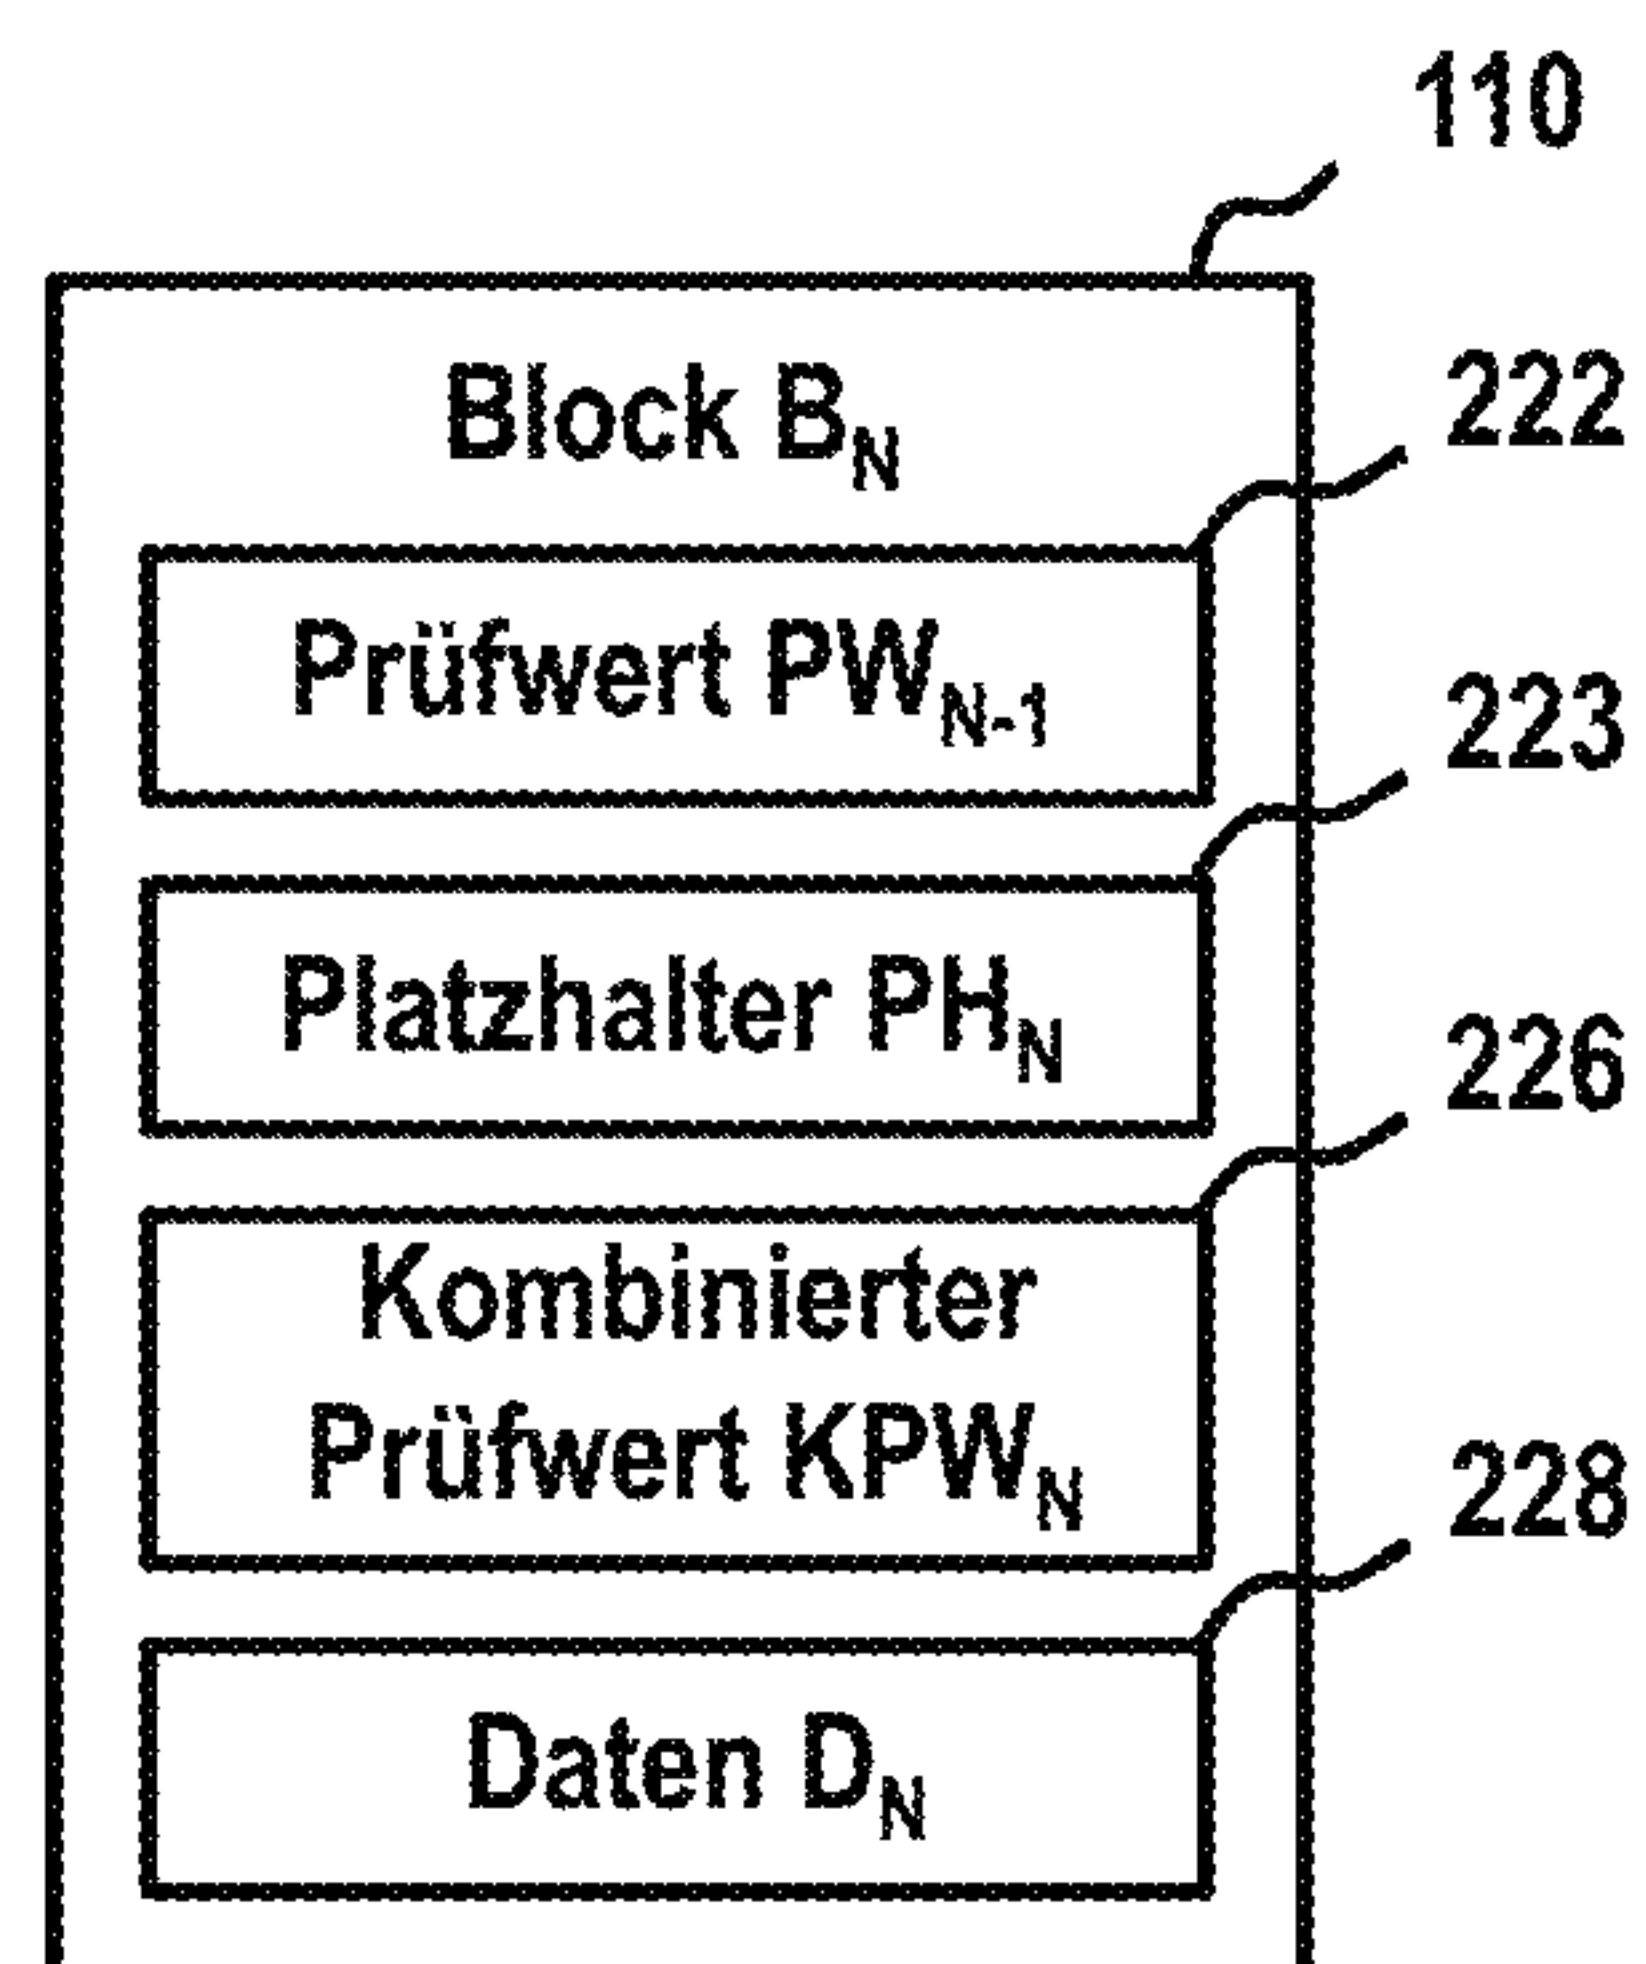 110
Block B_N
222
Prüfwert PW_N-1
223
Platzhalter PH_N
226
Kombinierter
Prüfwert KPW_N
228
Daten D_N